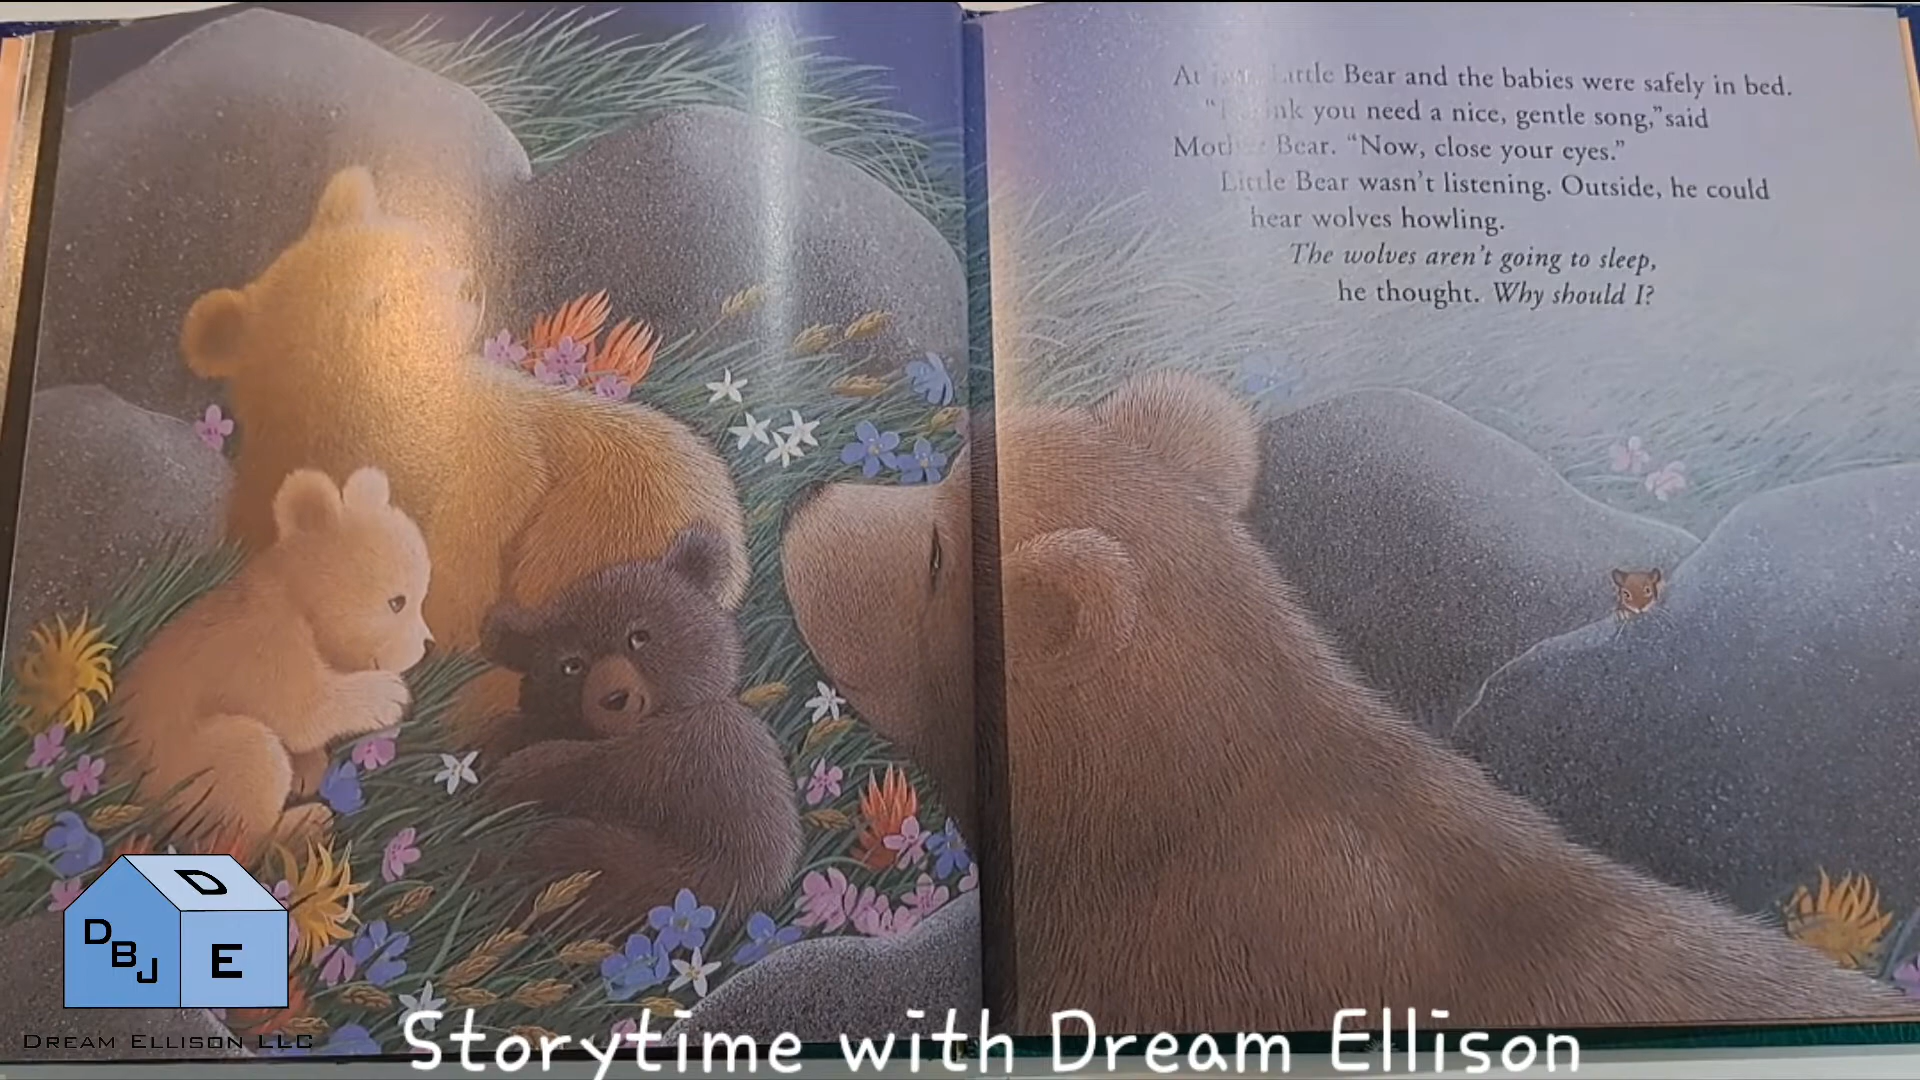 At Little Bear and the babies were safely in bed.
you need a nice, gentle song,” said
Mother Bear. “Now, close your eyes.”
Little Bear wasn’t listening. Outside, he could
hear wolves howling.
The wolves aren’t going to sleep,
he thought. Why should I?
D
DBJ
E
DREAM ELLISON LLC
Storytime with Dream Ellison